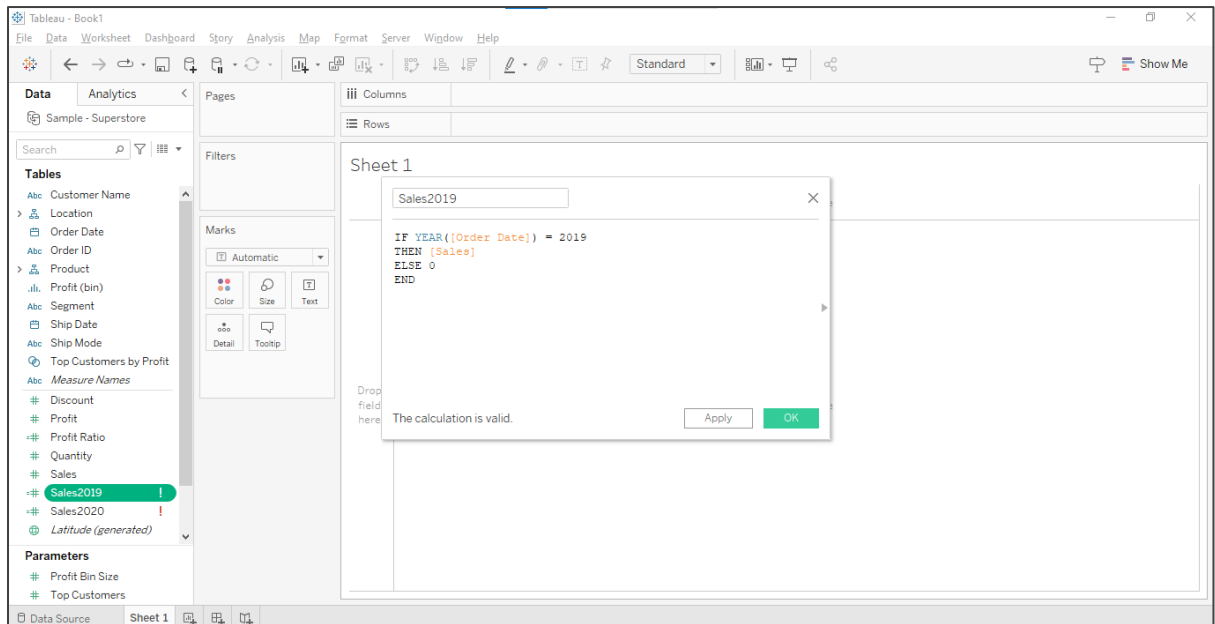 Tableau - Book1
File Data Worksheet Dashboard Story Analysis Map Format Server Window Help
Standard
Show Me
Data Analytics
Sample - Superstore
Search
Tables
Abc Customer Name
Location
Order Date
Abc Order ID
Product
Profit (bin)
Abc Segment
Ship Date
Abc Ship Mode
Top Customers by Profit
Abc Measure Names
# Discount
# Profit
=# Profit Ratio
# Quantity
# Sales
=# Sales2019 !
=# Sales2020 !
Latitude (generated)
Parameters
# Profit Bin Size
# Top Customers
Pages
Filters
Marks
Automatic
Color Size Text
Detail Tooltip
Columns
Rows
Sheet 1
Sales2019
IF YEAR([Order Date]) = 2019
THEN [Sales]
ELSE 0
END
The calculation is valid.
Apply OK
Drop
field
here
Data Source Sheet 1